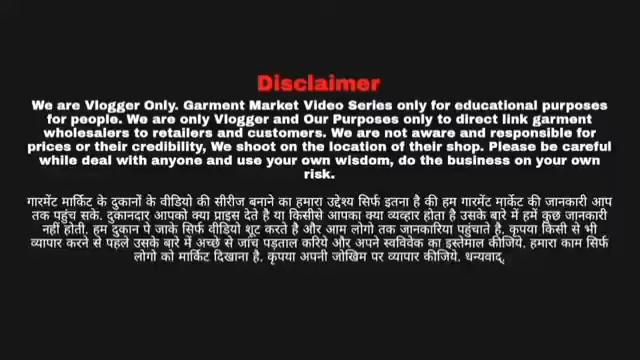 Disclaimer
We are Vlogger Only. Garment Market Video Series only for educational purposes
for people. We are only Vlogger and Our Purposes only to direct link garment
wholesalers to retailers and customers. We are not aware and responsible for
prices or their credibility, We shoot on the location of their shop. Please be careful
while deal with anyone and use your own wisdom, do the business on your own
risk.
गारमेंट मार्किट के दुकानों के वीडियो की सीरीज बनाने का हमारा उद्देश्य सिर्फ इतना है की हम गारमेंट मार्केट की जानकारी आप
तक पहुंच सके. दुकानदार आपको क्या प्राइस देते है या किसीसे आपका क्या व्यव्हार होता है उसके बारे में हमें कुछ जानकारी
नहीं होती. हम दुकान पे जाके सिर्फ वीडियो शूट करते है और आम लोगो तक जानकारिया पहुंचाते है. कृपया किसी से भी
व्यापार करने से पहले उसके बारे में अच्छे से जांच पड़ताल करिये और अपने स्वविवेक का इस्तेमाल कीजिये. हमारा काम सिर्फ
लोगो को मार्किट दिखाना है. कृपया अपनी जोखिम पर व्यापार कीजिये. धन्यवाद्,